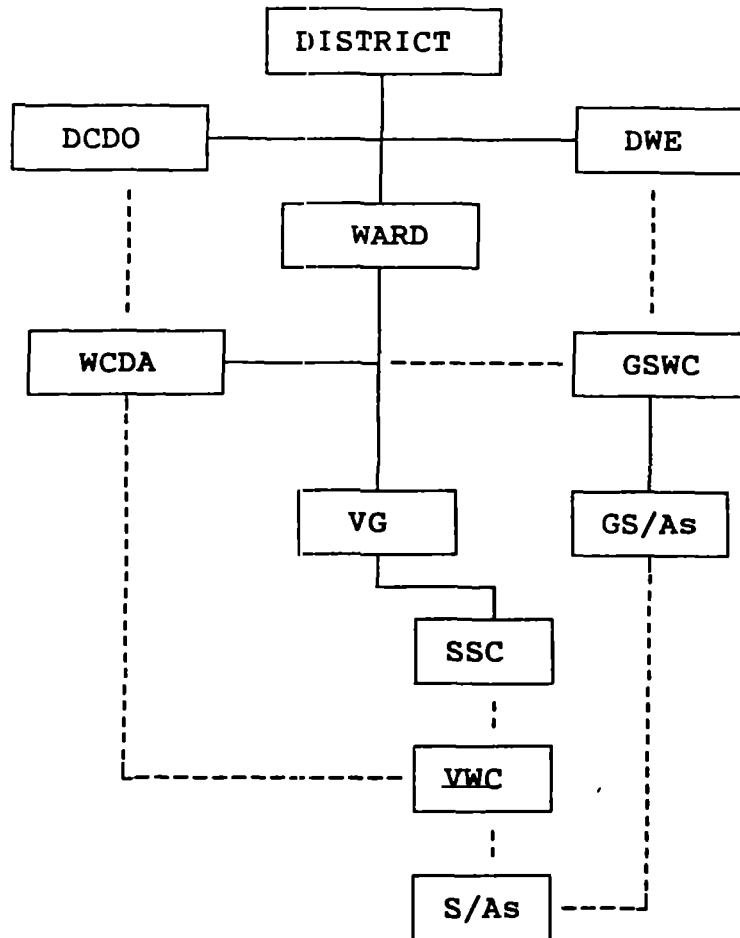 DISTRICT
DCDO
DWE
WARD
WCDA
GSWC
VG
GS/As
SSC
VWC
S/As